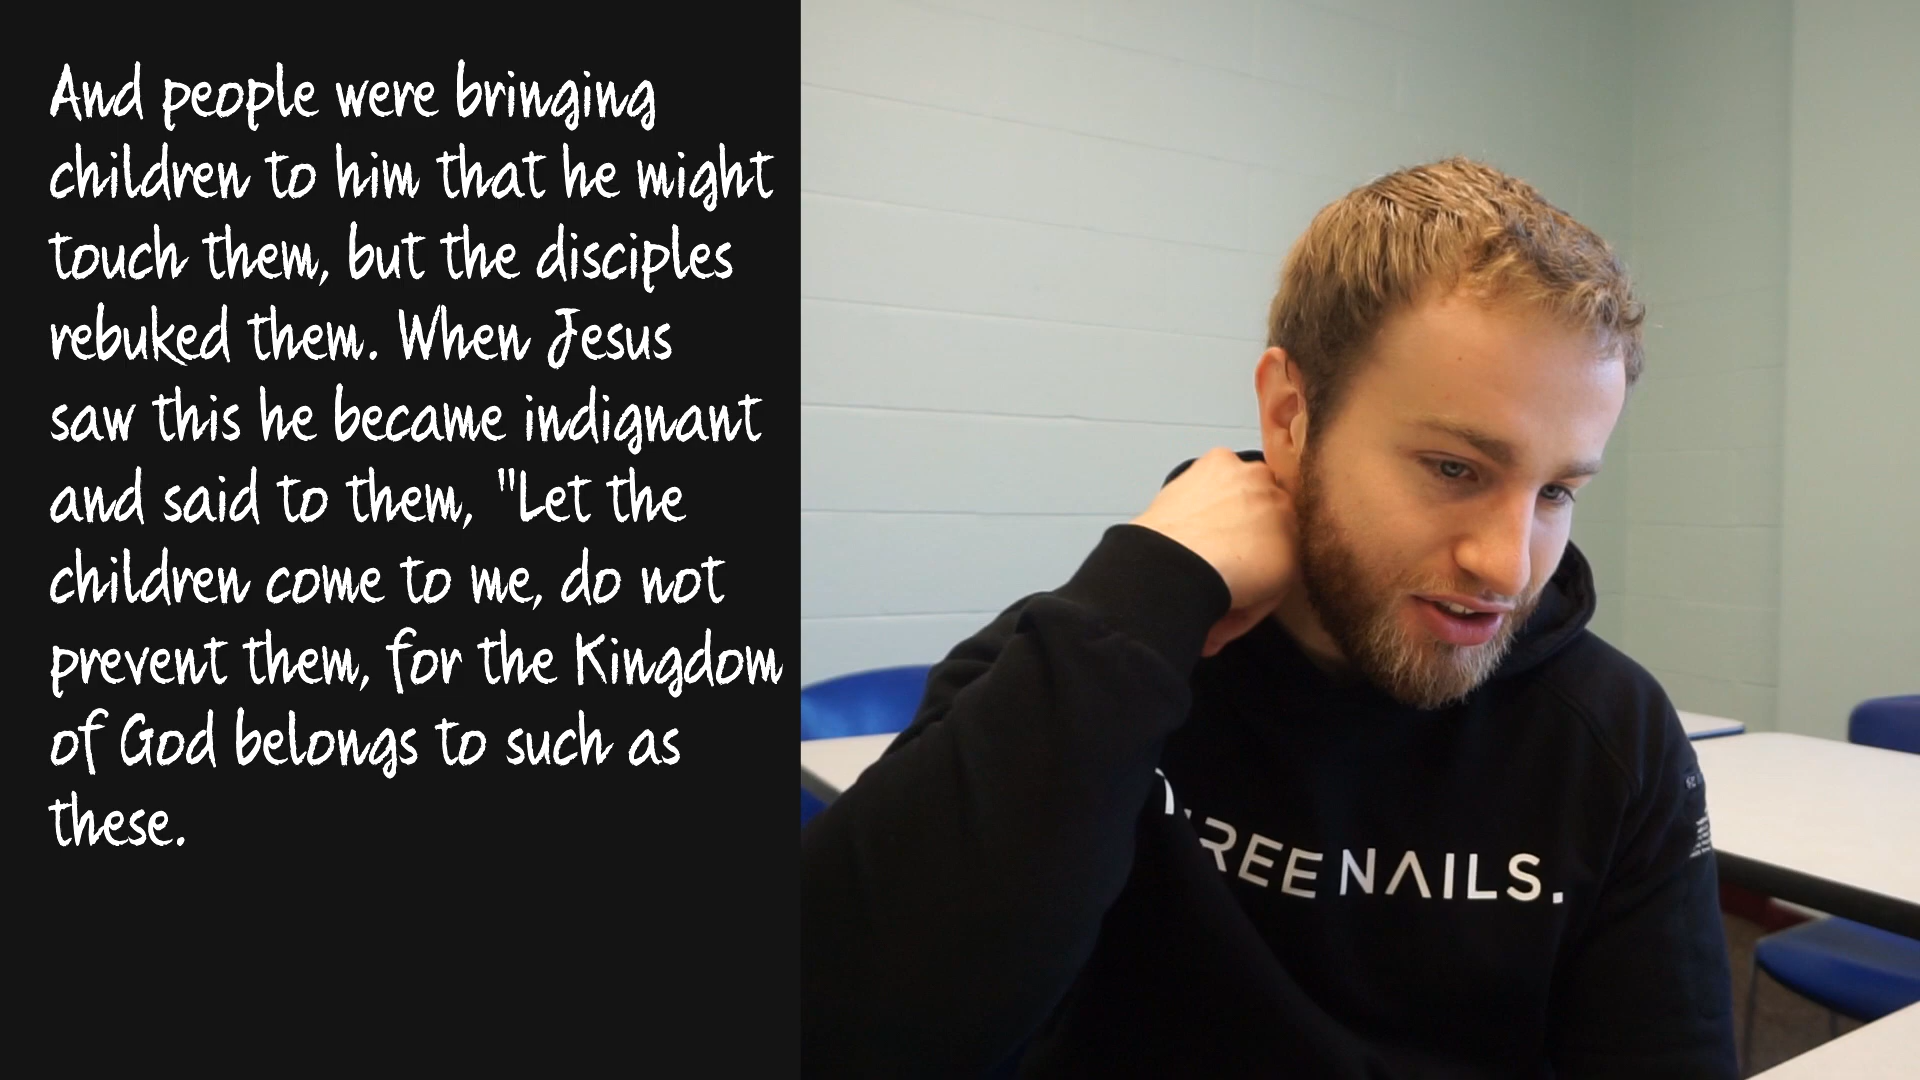 And people were bringing
children to him that he might
touch them, but the disciples
rebuked them. When Jesus
saw this he became indignant
and said to them, "Let the
children come to me, do not
prevent them, for the Kingdom
of God belongs to such as
these.
NAILS.